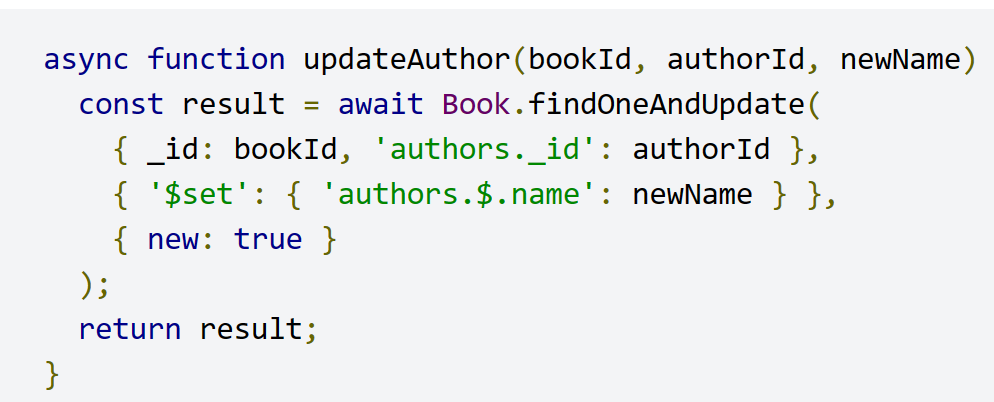 async function updateAuthor(bookId, authorId, newName)
const result = await Book.findOneAndUpdate(
{ _id: bookId, 'authors._id': authorId },
{ '$set': { 'authors.$.name': newName } },
{ new: true }
);
return result;
}